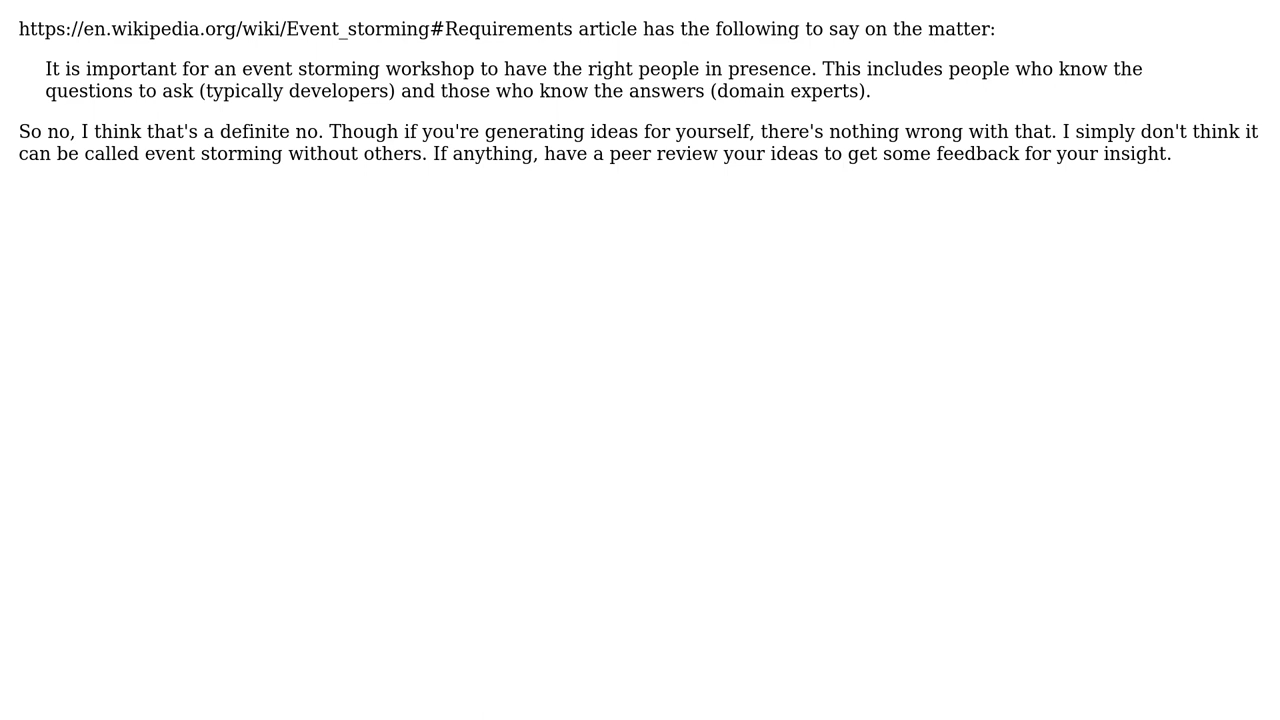 https://en.wikipedia.org/wiki/Event_storming#Requirements article has the following to say on the matter:
It is important for an event storming workshop to have the right people in presence. This includes people who know the
questions to ask (typically developers) and those who know the answers (domain experts).
So no, I think that's a definite no. Though if you're generating ideas for yourself, there's nothing wrong with that. I simply don't think it
can be called event storming without others. If anything, have a peer review your ideas to get some feedback for your insight.